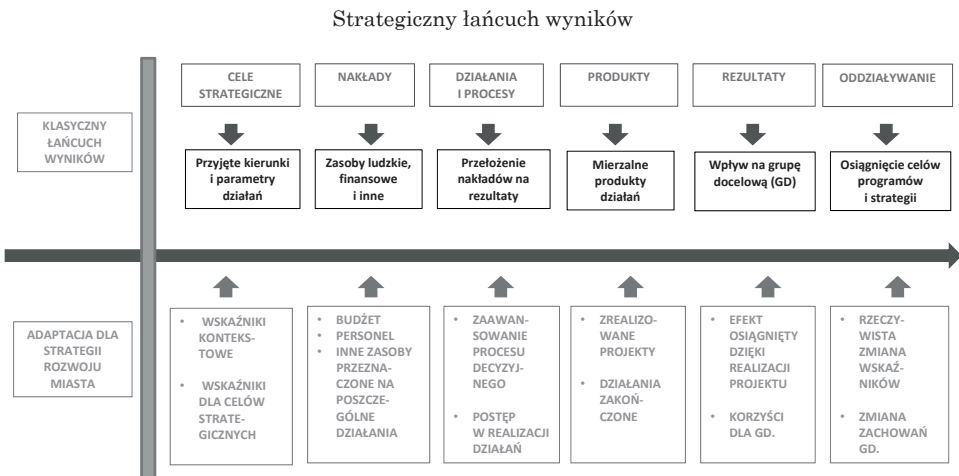 Strategiczny łańcuch wyników
CELE
STRATEGICZNE
NAKŁADY
DZIAŁANIA
I PROCESY
PRODUKTY
REZULTATY
ODDZIAŁYWANIE
KLASYCZNY
ŁAŃCUCH
WYNIKÓW
Przyjęte kierunki
i parametry
działań
Zasoby ludzkie,
finansowe
i inne
Przełożenie
nakładów na
rezultaty
Mierzalne
produkty
działań
Wpływ na grupę
docelową (GD)
Osiągnięcie celów
programów
i strategii
ADAPTACJA DLA
STRATEGII
ROZWOJU
MIASTA
• WSKAŹNIKI
KONTEKS-
TOWE
• WSKAŹNIKI
DLA CELÓW
STRATE-
GICZNYCH
• BUDŻET
• PERSONEL
• INNE ZASOBY
PRZEZNA-
CZONE NA
POSZCZE-
GÓLNE
DZIAŁANIA
• ZAAWAN-
SOWANIE
PROCESU
DECYZYJ-
NEGO
• POSTĘP
W REALIZACJI
DZIAŁAŃ
• ZREALIZO-
WANE
PROJEKTY
• DZIAŁANIA
ZAKOŃ-
CZONE
• EFEKT
OSIĄGNIĘTY
DZIĘKI
REALIZACJI
PROJEKTU
• KORZYŚCI
DLA GD.
• RZECZY-
WISTA
ZMIANA
WSKAŹ-
NIKÓW
• ZMIANA
ZACHOWAŃ
GD.